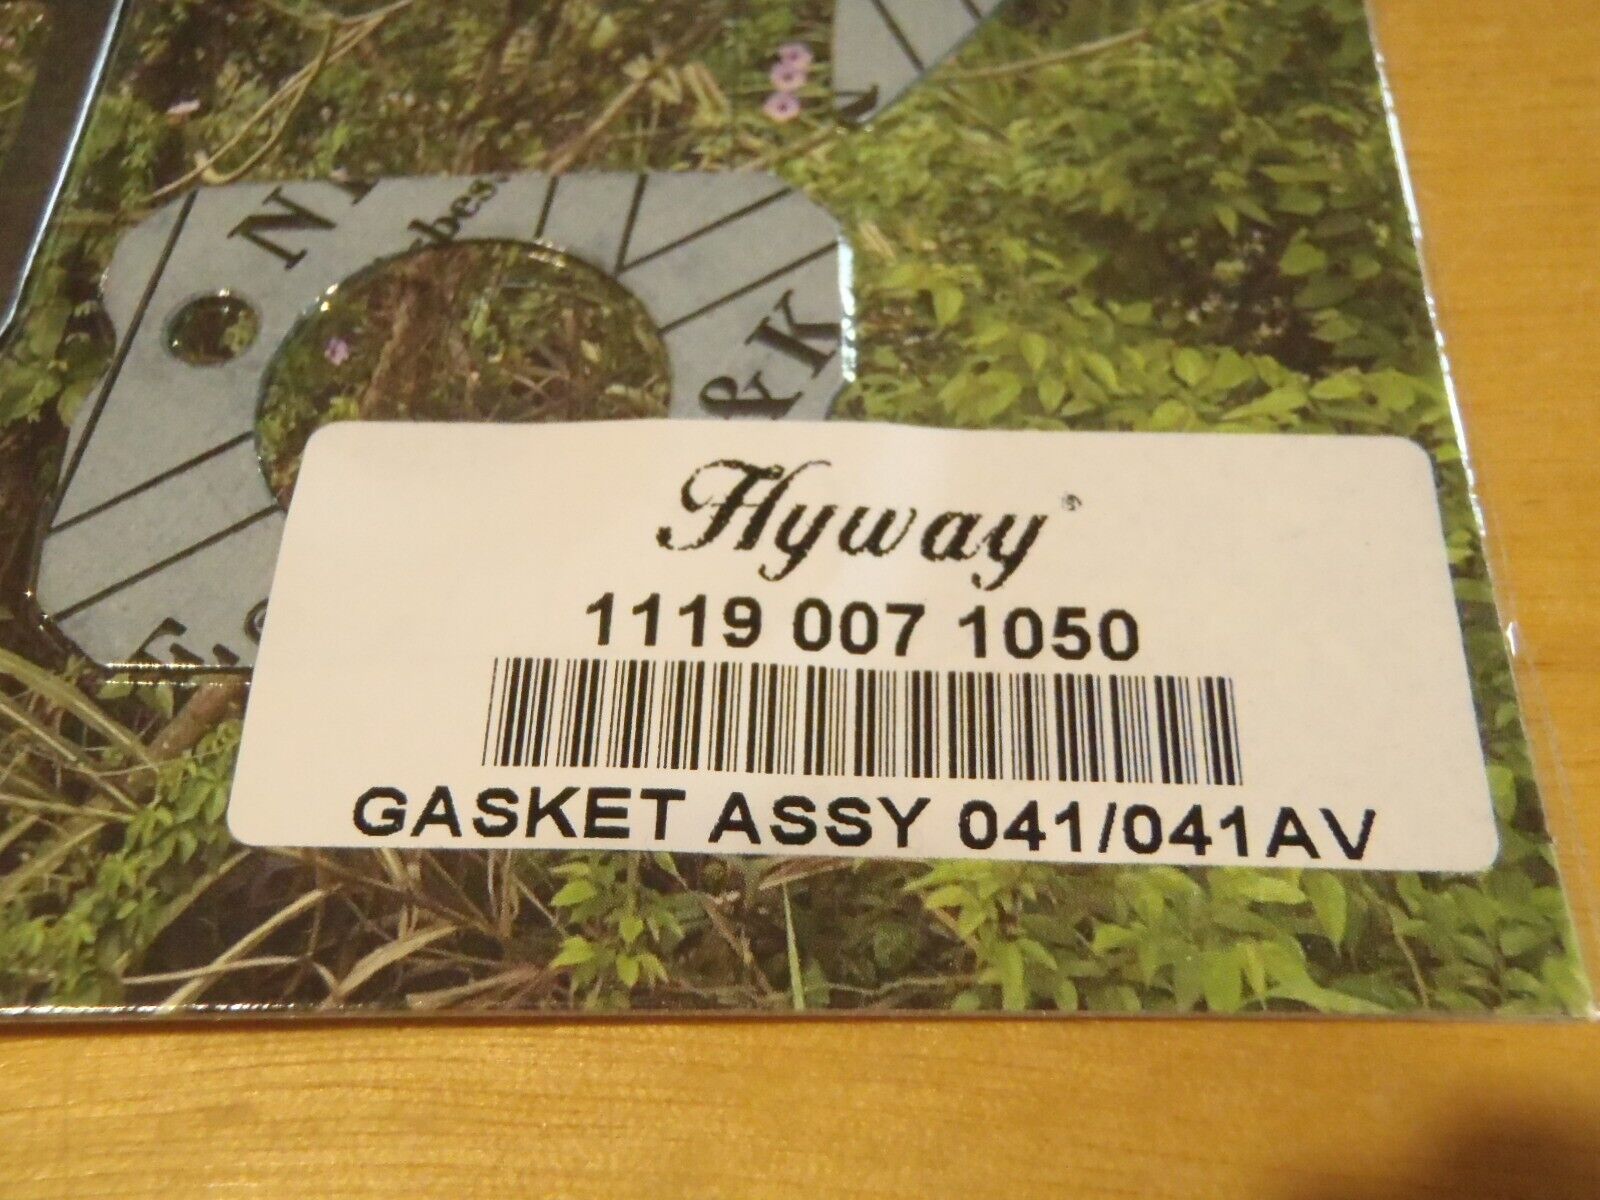 &K
Hyway®
1119 007 1050
GASKET ASSY 041/041AV